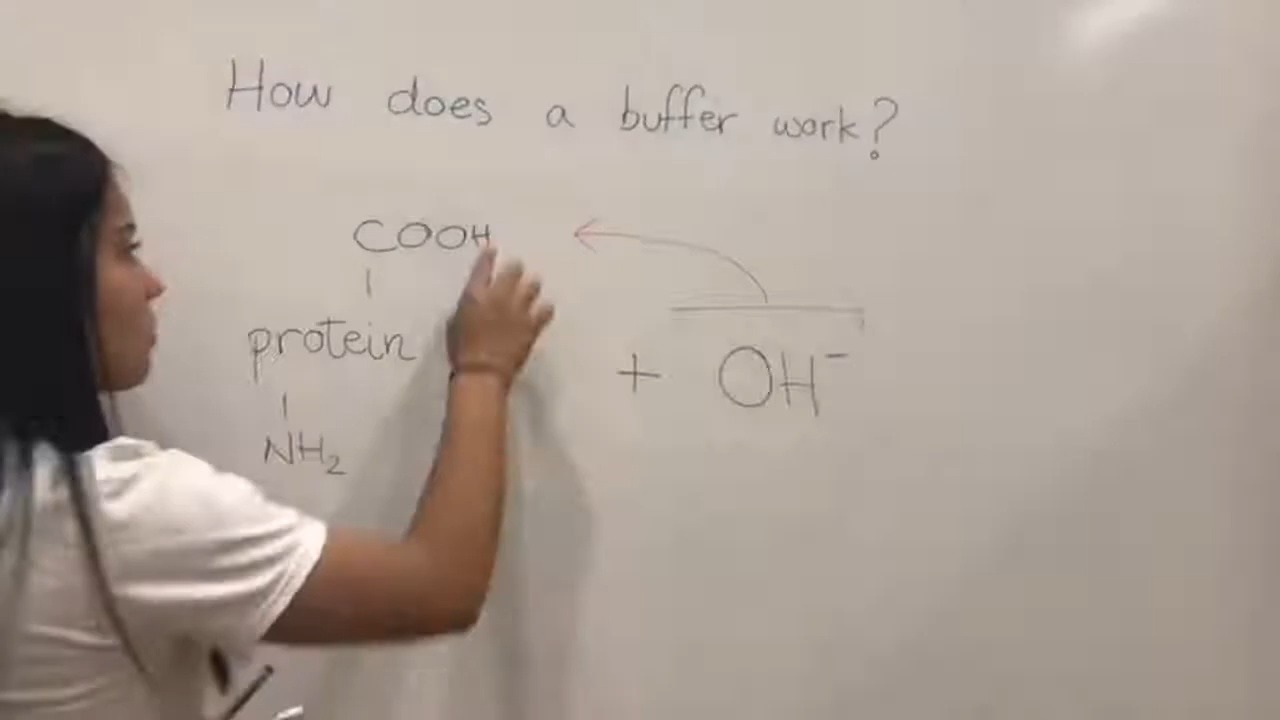 How does a buffer work?
COOH
protein
+ OH⁻
NH₂